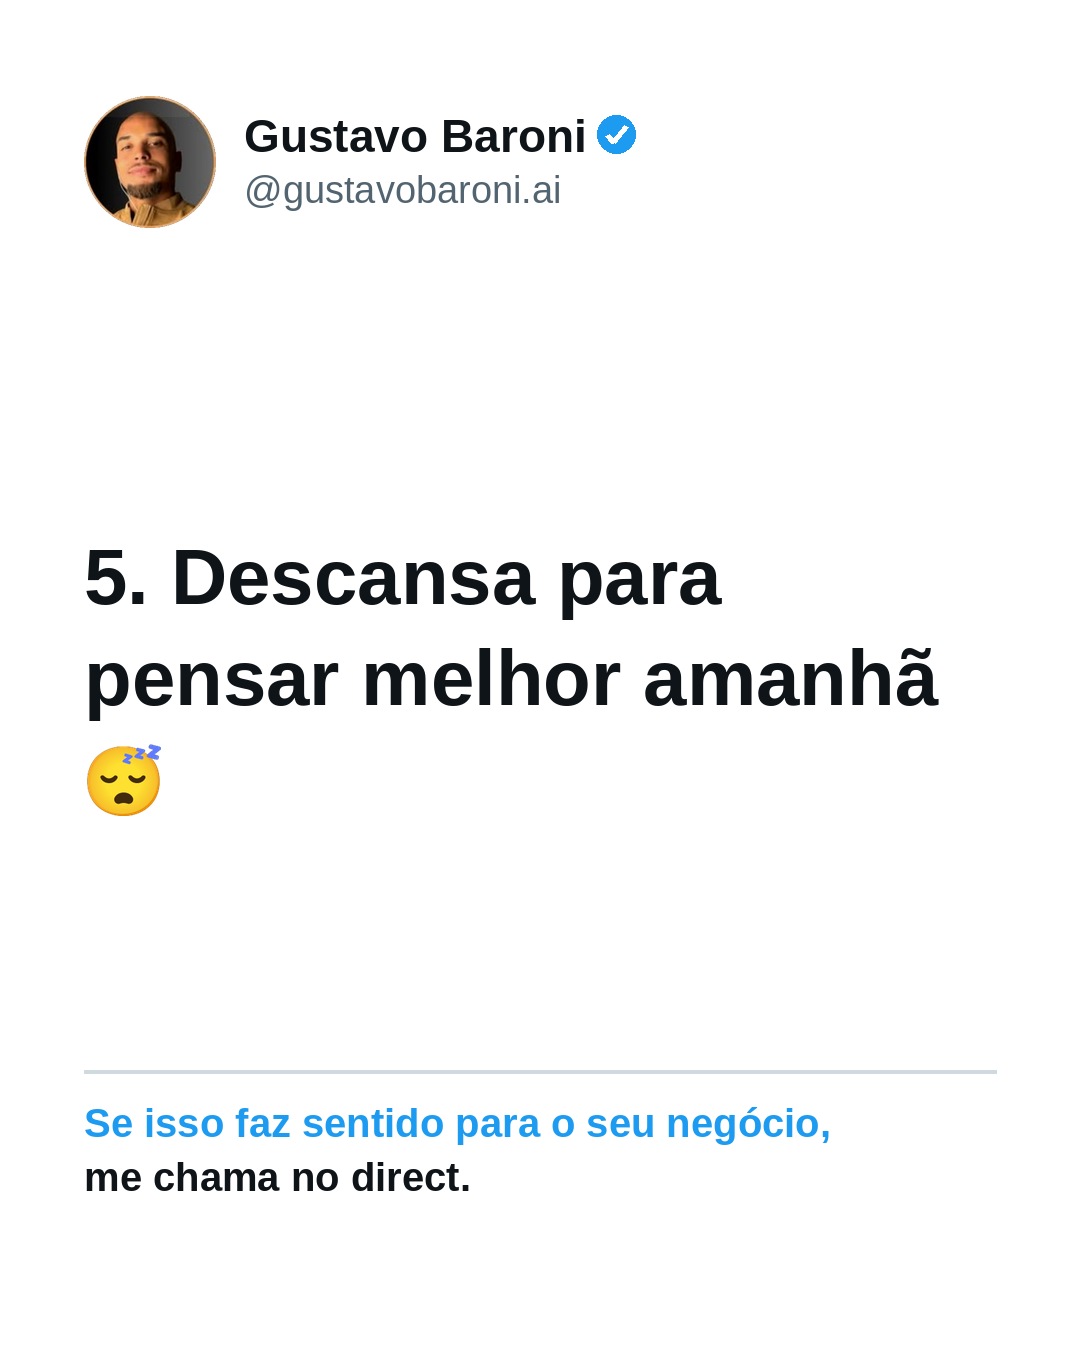 Gustavo Baroni
@gustavobaroni.ai
5. Descansa para
pensar melhor amanhã
😴
Se isso faz sentido para o seu negócio,
me chama no direct.